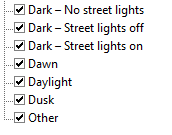 Dark – No street lights
Dark – Street lights off
Dark – Street lights on
Dawn
Daylight
Dusk
Other